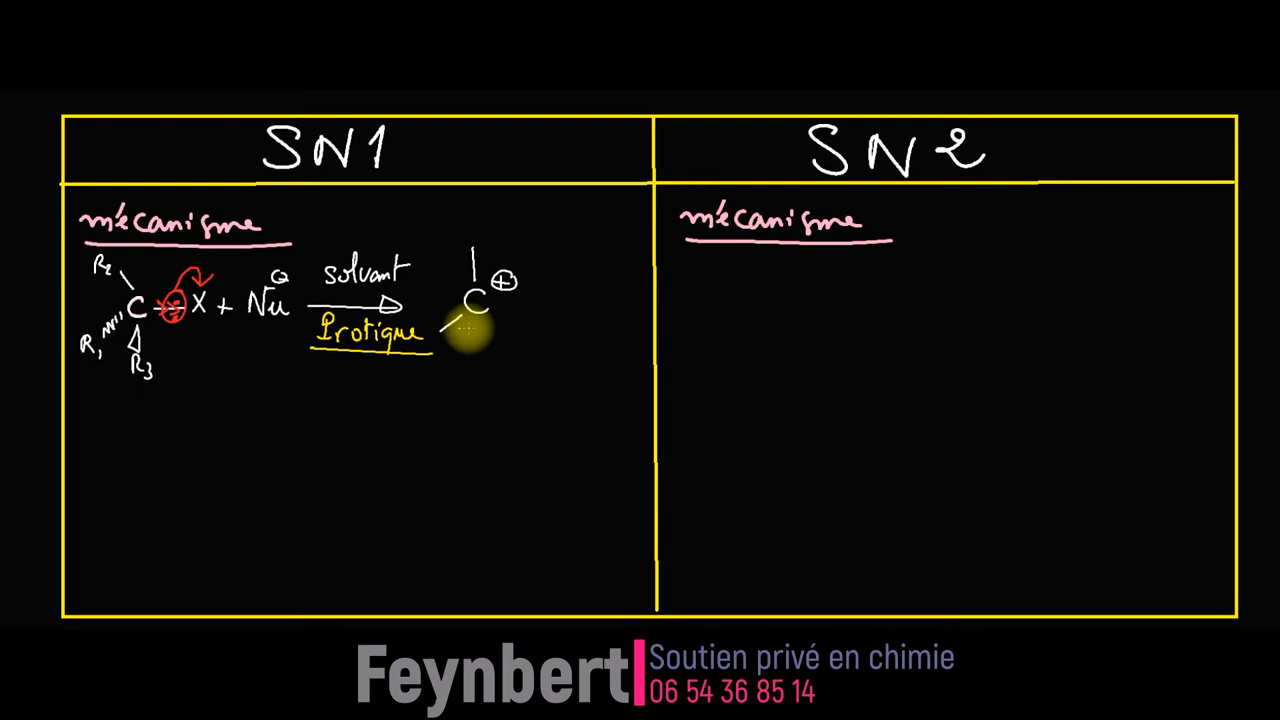 SN1
SN2
mécanisme
mécanisme
R2
C X + Nu⊖
solvant
Protique
C ⊕
R1
R3
Feynbert
Soutien privé en chimie
06 54 36 85 14